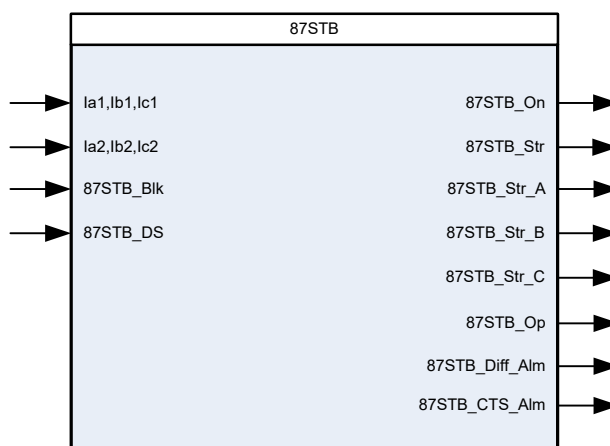 87STB
Ia1,Ib1,Ic1
87STB_On
Ia2,Ib2,Ic2
87STB_Str
87STB_Blk
87STB_Str_A
87STB_DS
87STB_Str_B
87STB_Str_C
87STB_Op
87STB_Diff_Alm
87STB_CTS_Alm